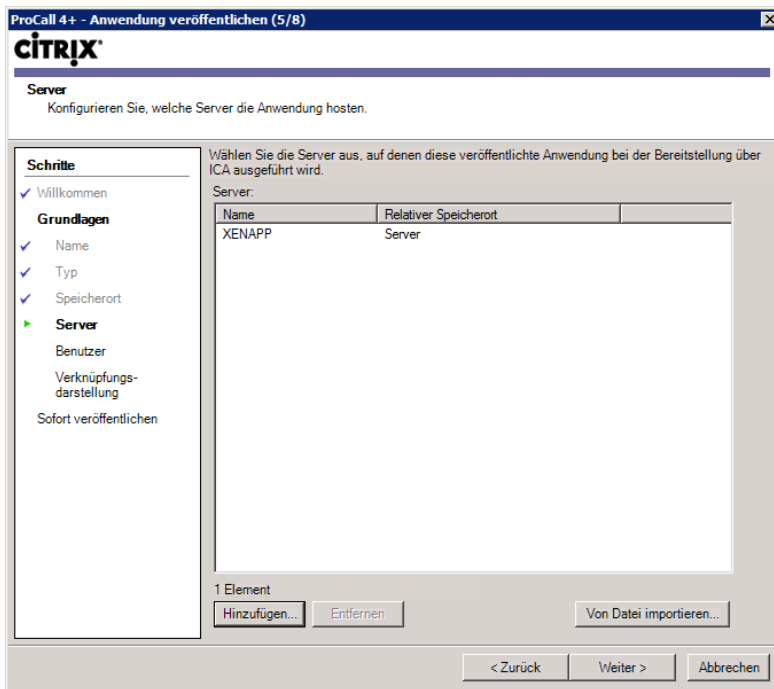 ProCall 4+ - Anwendung veröffentlichen (5/8)
CİTRIX
Server
Konfigurieren Sie, welche Server die Anwendung hosten.
Schritte
Willkommen
Grundlagen
Name
Typ
Speicherort
Server
Benutzer
Verknüpfungs-
darstellung
Sofort veröffentlichen
Wählen Sie die Server aus, auf denen diese veröffentlichte Anwendung bei der Bereitstellung über
ICA ausgeführt wird.
Server:
Name Relativer Speicherort
XENAPP Server
1 Element
Hinzufügen... Entfernen Von Datei importieren...
< Zurück Weiter > Abbrechen